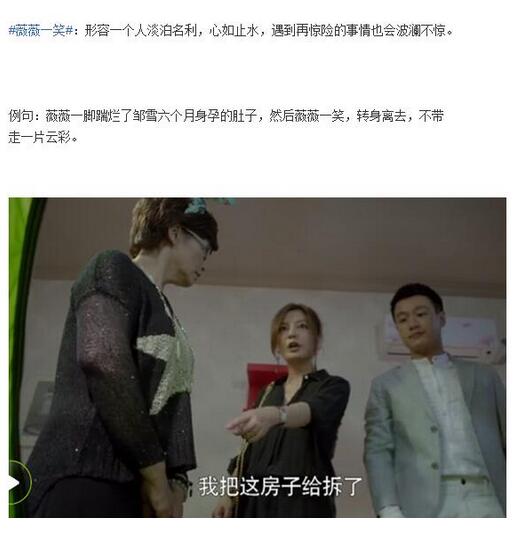 #薇薇一笑#：形容一个人淡泊名利，心如止水，遇到再惊险的事情也会波澜不惊。
例句：薇薇一脚踹烂了邹雪六个月身孕的肚子，然后薇薇一笑，转身离去，不带
走一片云彩。
我把这房子给拆了